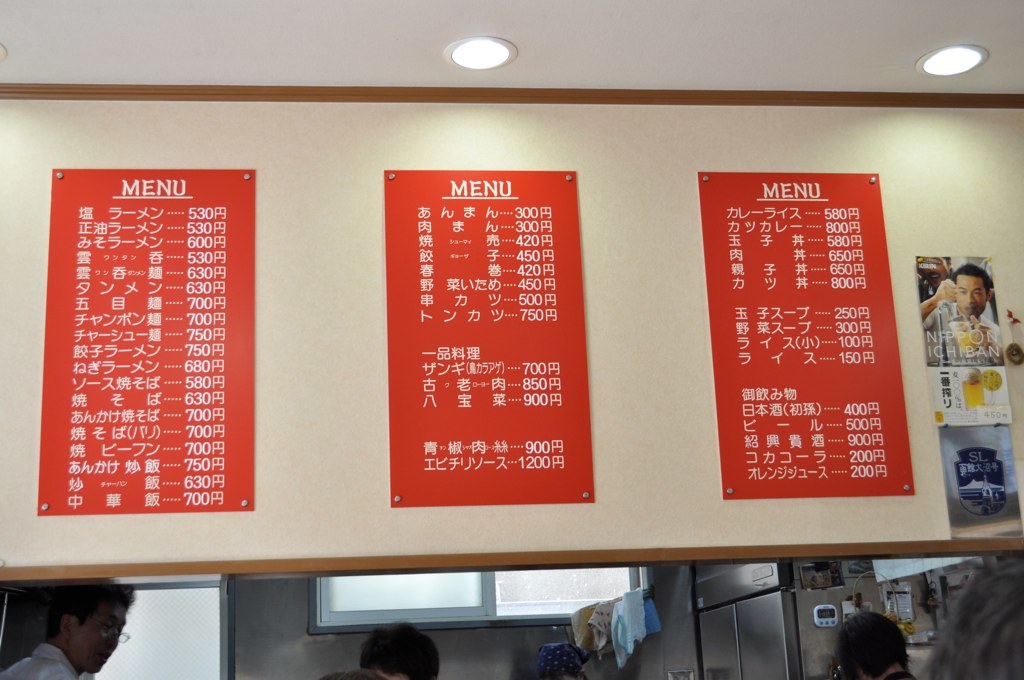 MENU
塩 ラーメン‥‥‥530円
正油ラーメン‥‥‥530円
みそラーメン‥‥‥600円
雲ワンタン呑‥‥‥530円
雲ワン呑タンメン麺‥‥‥630円
タンメン‥‥‥630円
五目麺‥‥‥700円
チャンポン麺‥‥‥700円
チャーシュー麺‥‥‥750円
餃子ラーメン‥‥‥750円
ねぎラーメン‥‥‥680円
ソース焼そば‥‥‥580円
焼そば‥‥‥630円
あんかけ焼そば‥‥‥700円
焼そば(バリ)‥‥‥700円
焼ビーフン‥‥‥700円
あんかけ炒飯‥‥‥750円
炒チャーハン飯‥‥‥630円
中華飯‥‥‥700円
MENU
あんまん‥‥300円
肉まん‥‥300円
焼シューマイ売‥‥420円
餃ギョーザ子‥‥450円
春巻‥‥420円
野菜いため‥‥450円
串カツ‥‥500円
トンカツ‥‥750円
一品料理
ザンギ(鳥カラアゲ)‥‥700円
古ク老ローヨー肉‥‥850円
八宝菜‥‥900円
青椒肉絲‥‥900円
エビチリソース‥‥1200円
MENU
カレーライス‥‥‥580円
カツカレー‥‥‥800円
玉子丼‥‥‥580円
肉丼‥‥‥650円
親子丼‥‥‥650円
カツ丼‥‥‥800円
玉子スープ‥‥‥250円
野菜スープ‥‥‥300円
ライス(小)‥‥‥100円
ライス‥‥‥150円
御飲み物
日本酒(初孫)‥‥‥400円
ビール‥‥‥500円
紹興貴酒‥‥‥900円
コカコーラ‥‥‥200円
オレンジジュース‥‥‥200円
KIRIN
NIPPON
ICHIBAN
一番搾り
SL
函館大沼号